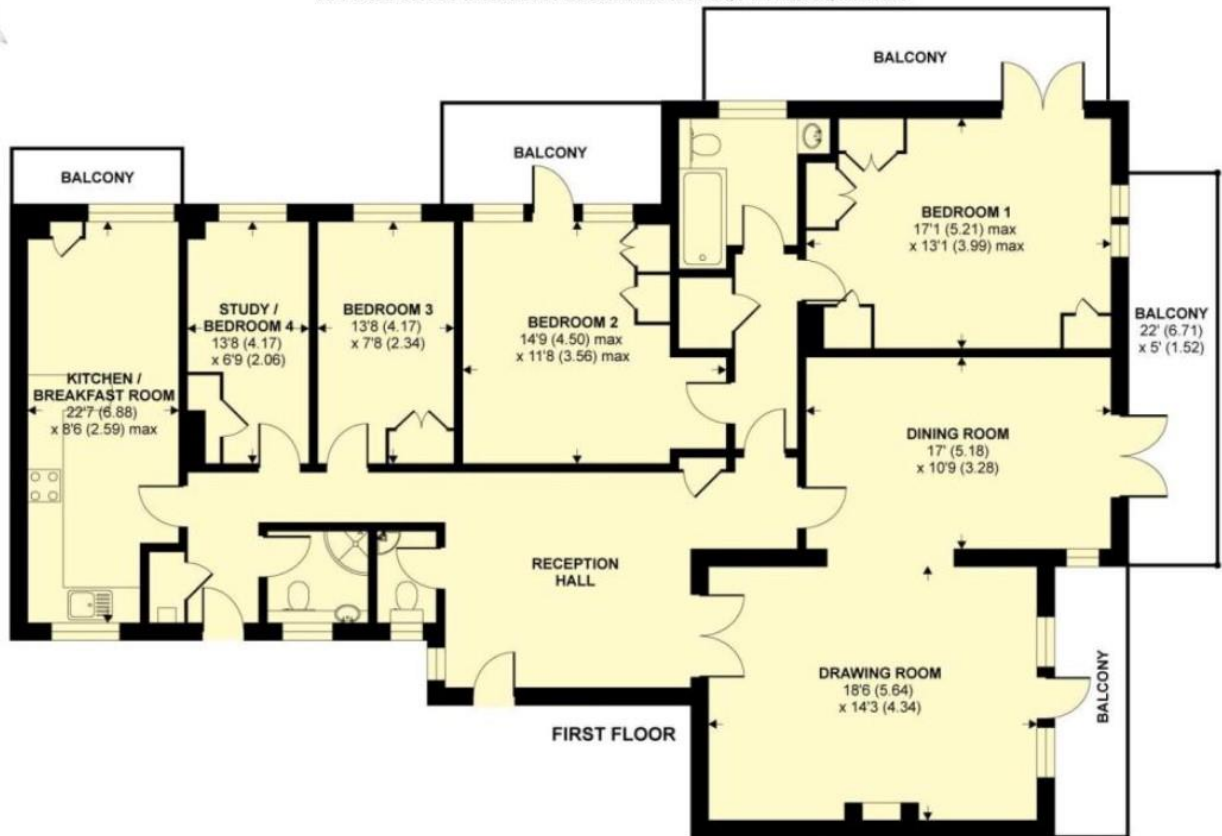 BALCONY
BALCONY
BALCONY
BEDROOM 1
17'1 (5.21) max
x 13'1 (3.99) max
STUDY /
BEDROOM 4
13'8 (4.17)
x 6'9 (2.06)
BEDROOM 3
13'8 (4.17)
x 7'8 (2.34)
BEDROOM 2
14'9 (4.50) max
x 11'8 (3.56) max
BALCONY
22' (6.71)
x 5' (1.52)
KITCHEN /
BREAKFAST ROOM
22'7 (6.88)
x 8'6 (2.59) max
DINING ROOM
17' (5.18)
x 10'9 (3.28)
RECEPTION
HALL
DRAWING ROOM
18'6 (5.64)
x 14'3 (4.34)
BALCONY
FIRST FLOOR